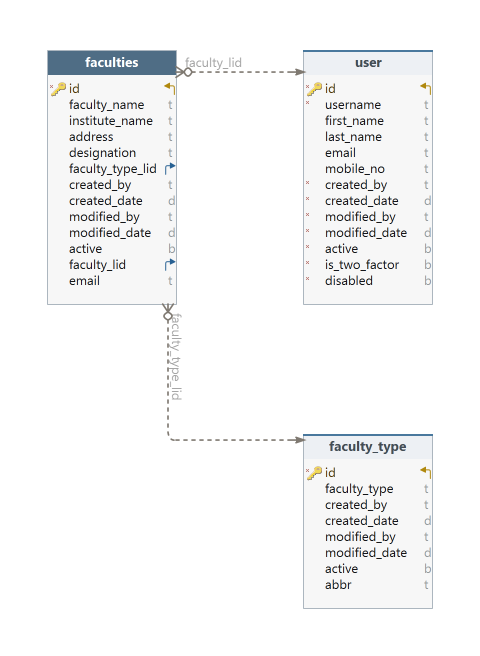 faculties
* id
faculty_name t
institute_name t
address t
designation t
faculty_type_lid
created_by t
created_date d
modified_by t
modified_date d
active b
faculty_lid
email t
faculty_lid
user
* id
* username t
first_name t
last_name t
email t
mobile_no t
* created_by t
* created_date d
* modified_by t
* modified_date d
* active b
* is_two_factor b
* disabled b
faculty_type_lid
faculty_type
* id
faculty_type t
created_by t
created_date d
modified_by t
modified_date d
active b
abbr t